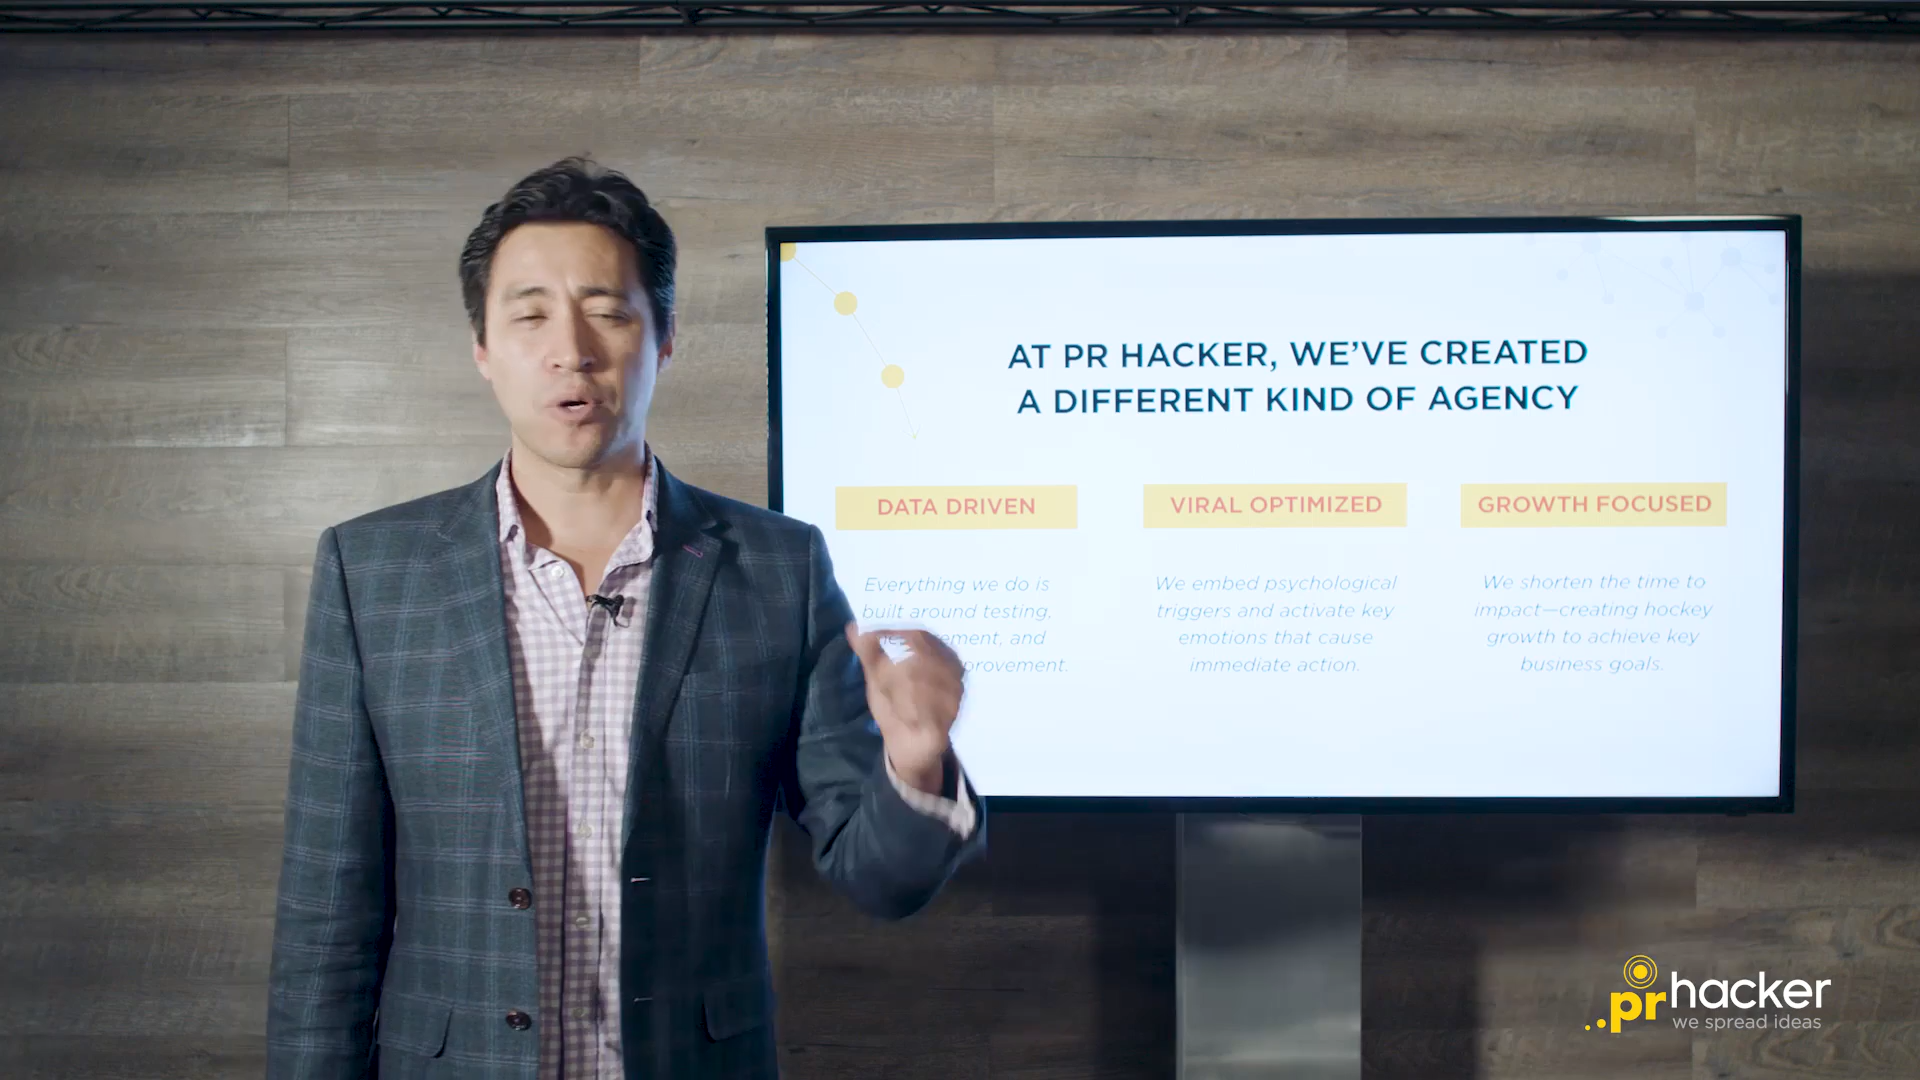 AT PR HACKER, WE'VE CREATED
A DIFFERENT KIND OF AGENCY
DATA DRIVEN
Everything we do is
built around testing,
and
VIRAL OPTIMIZED
We embed psychological
triggers and activate key
emotions that cause
immediate action.
GROWTH FOCUSED
We shorten the time to
impact—creating hockey
growth to achieve key
business goals.
..prhacker
we spread ideas